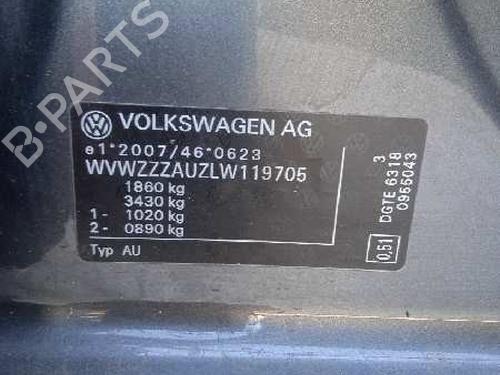 B-PARTS
VOLKSWAGEN AG
e1*2007/46*0623
WVWZZZAUZLW119705
1860 kg
3430 kg
1- 1020 kg
2- 0890 kg
Typ AU
3
DGTE 6318
0955043
0,51